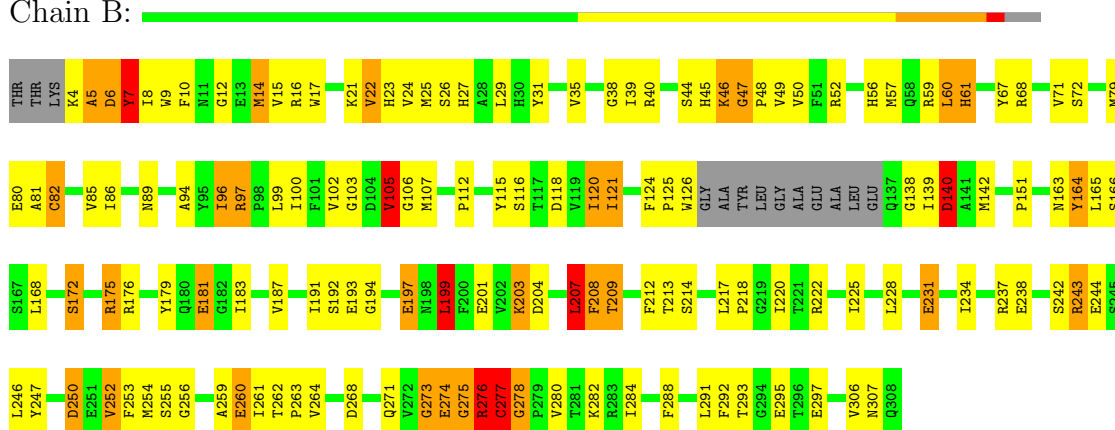 Chain B:
THR THR LYS K4 A5 D6 Y7 I8 W9 F10 N11 G12 E13 M14 V15 R16 W17 K21 V22 H23 V24 M25 S26 H27 A28 L29 H30 Y31 V35 G38 I39 R40 S44 H45 K46 G47 P48 V49 V50 F51 R52 H56 M57 Q58 R59 L60 H61 Y67 R68 V71 S72 M79
E80 A81 C82 V85 I86 N89 A94 Y95 I96 R97 P98 L99 I100 F101 V102 G103 D104 V105 G106 M107 P112 Y115 S116 T117 D118 V119 I120 I121 F124 P125 W126 GLY ALA TYR LEU GLY ALA GLU ALA LEU GLU Q137 G138 I139 D140 A141 M142 P151 N163 Y164 L165 S166
S167 L168 S172 R175 R176 Y179 Q180 E181 G182 I183 V187 I191 S192 E193 G194 E197 N198 L199 F200 E201 V202 K203 D204 L207 F208 T209 F212 T213 S214 L217 P218 G219 I220 T221 R222 I225 L228 E231 I234 R237 E238 S242 R243 E244 S245
L246 Y247 D250 E251 V252 F253 M254 S255 G256 A259 E260 I261 T262 P263 V264 D268 Q271 V272 G273 E274 G275 R276 C277 G278 P279 V280 T281 K282 R283 I284 F288 L291 F292 T293 G294 E295 T296 E297 V306 N307 Q308